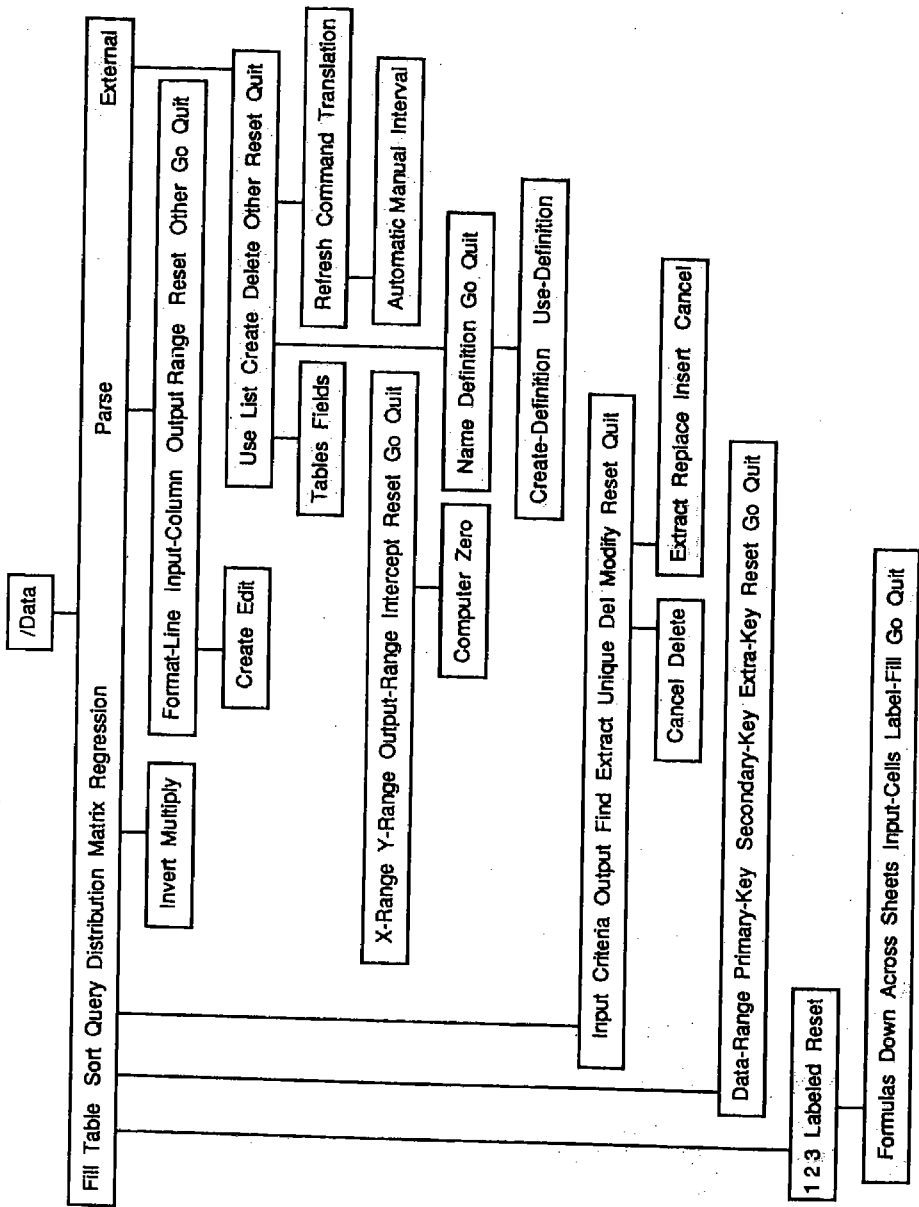 /Data
Fill Table Sort Query Distribution Matrix Regression Parse External
Invert Multiply
Format-Line Input-Column Output Range Reset Other Go Quit
Create Edit
Use List Create Delete Other Reset Quit
Tables Fields
Refresh Command Translation
Automatic Manual Interval
X-Range Y-Range Output-Range Intercept Reset Go Quit
Computer Zero
Name Definition Go Quit
Create-Definition Use-Definition
Input Criteria Output Find Extract Unique Del Modify Reset Quit
Cancel Delete
Extract Replace Insert Cancel
Data-Range Primary-Key Secondary-Key Extra-Key Reset Go Quit
1 2 3 Labeled Reset
Formulas Down Across Sheets Input-Cells Label-Fill Go Quit